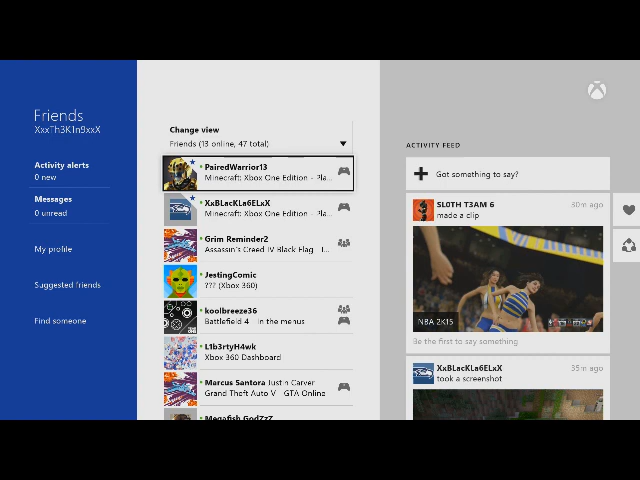 Friends
XxxTh3K1n9xxX
Activity alerts
0 new
Messages
0 unread
My profile
Suggested friends
Find someone
Change view
Friends (13 online, 47 total)
PairedWarrior13
Minecraft: Xbox One Edition - Pla...
XxBLacKLa6ELxX
Minecraft: Xbox One Edition - Pla...
Grim Reminder2
Assassin's Creed IV Black Flag - I...
JestingComic
??? (Xbox 360)
koolbreeze36
Battlefield 4 - In the menus
L1b3rtyH4wk
Xbox 360 Dashboard
Marcus Santora Justin Carver
Grand Theft Auto V - GTA Online
Megafish GodZzZ
ACTIVITY FEED
Got something to say?
SL0TH T3AM 6 30m ago
made a clip
NBA 2K15
Be the first to say something
XxBLacKLa6ELxX 35m ago
took a screenshot